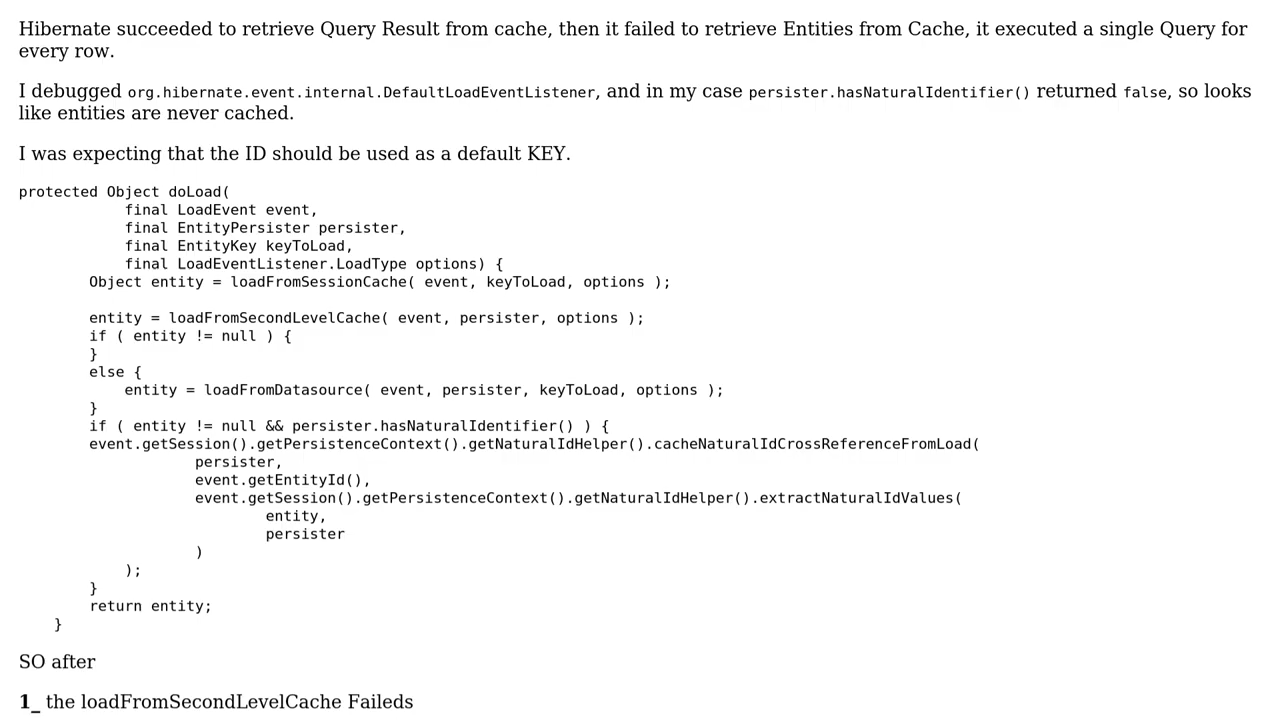 Hibernate succeeded to retrieve Query Result from cache, then it failed to retrieve Entities from Cache, it executed a single Query for
every row.
I debugged org.hibernate.event.internal.DefaultLoadEventListener, and in my case persister.hasNaturalIdentifier() returned false, so looks
like entities are never cached.
I was expecting that the ID should be used as a default KEY.
protected Object doLoad(
            final LoadEvent event,
            final EntityPersister persister,
            final EntityKey keyToLoad,
            final LoadEventListener.LoadType options) {
        Object entity = loadFromSessionCache( event, keyToLoad, options );
        entity = loadFromSecondLevelCache( event, persister, options );
        if ( entity != null ) {
        }
        else {
            entity = loadFromDatasource( event, persister, keyToLoad, options );
        }
        if ( entity != null && persister.hasNaturalIdentifier() ) {
        event.getSession().getPersistenceContext().getNaturalIdHelper().cacheNaturalIdCrossReferenceFromLoad(
                    persister,
                    event.getEntityId(),
                    event.getSession().getPersistenceContext().getNaturalIdHelper().extractNaturalIdValues(
                            entity,
                            persister
                    )
            );
        }
        return entity;
    }
SO after
1_ the loadFromSecondLevelCache Faileds